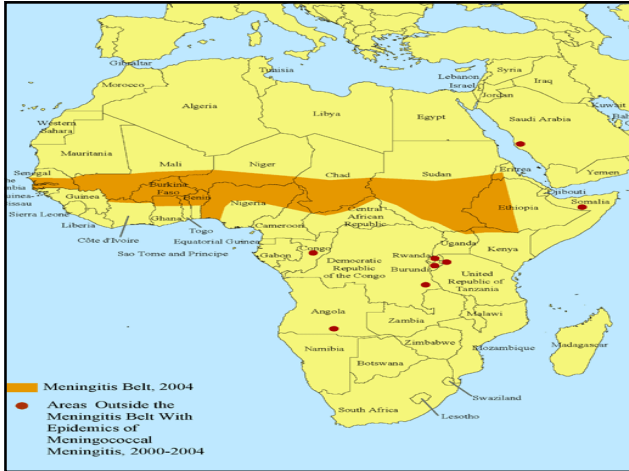 Gibraltar
Tunisia
Morocco
Lebanon
Syria
Israel
Iraq
Jordan
Kuwait
Algeria
Libya
Egypt
Saudi Arabia
Western
Sahara
Mauritania
Mali
Niger
Chad
Sudan
Eritrea
Yemen
Senegal
Djibouti
Burkina
Faso
Guinea
Benin
Nigeria
Ethiopia
Somalia
Sierra Leone
Ghana
Central
African
Republic
Liberia
Togo
Cameroon
Côte d'Ivoire
Equatorial Guinea
Sao Tome and Principe
Uganda
Kenya
Gabon
Congo
Rwanda
Democratic
Republic
of the Congo
Burundi
United
Republic of
Tanzania
Angola
Malawi
Zambia
Zimbabwe
Mozambique
Madagascar
Namibia
Botswana
Swaziland
South Africa
Lesotho
Meningitis Belt, 2004
Areas Outside the
Meningitis Belt With
Epidemics of
Meningococcal
Meningitis, 2000-2004